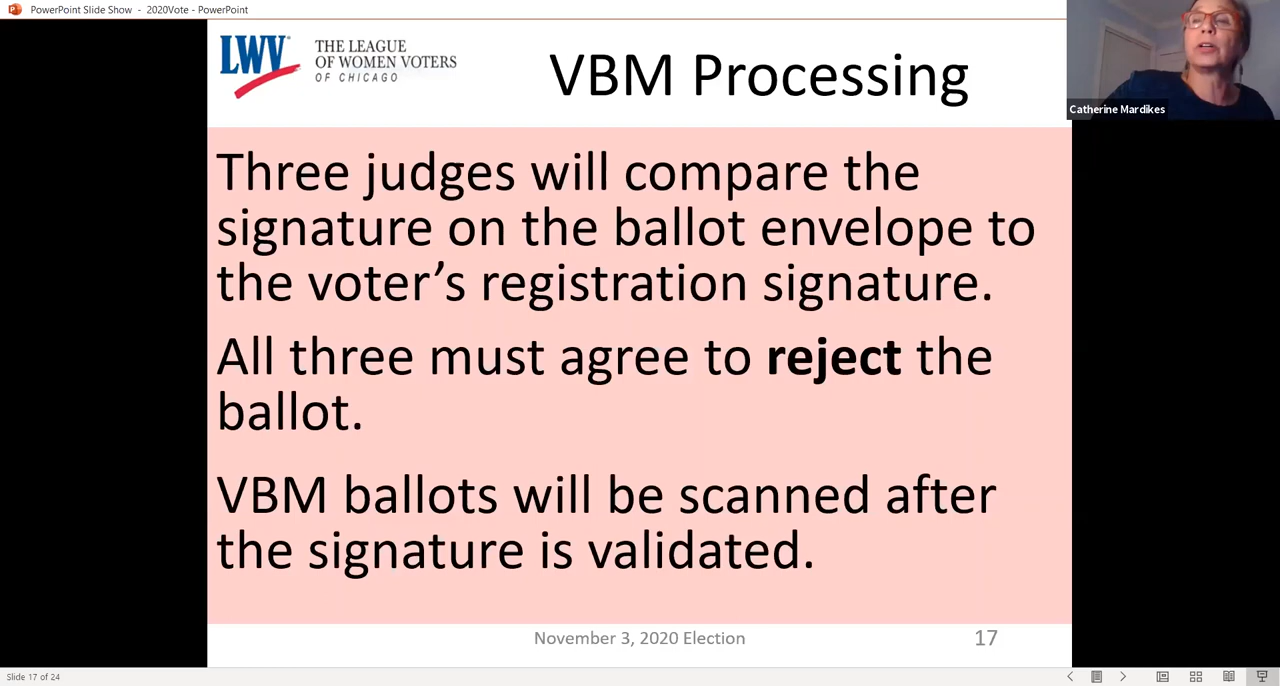 PowerPoint Slide Show - 2020Vote - PowerPoint
LWV
THE LEAGUE
OF WOMEN VOTERS
OF CHICAGO
VBM Processing
Catherine Mardikes
Three judges will compare the
signature on the ballot envelope to
the voter’s registration signature.
All three must agree to reject the
ballot.
VBM ballots will be scanned after
the signature is validated.
November 3, 2020 Election
17
Slide 17 of 24